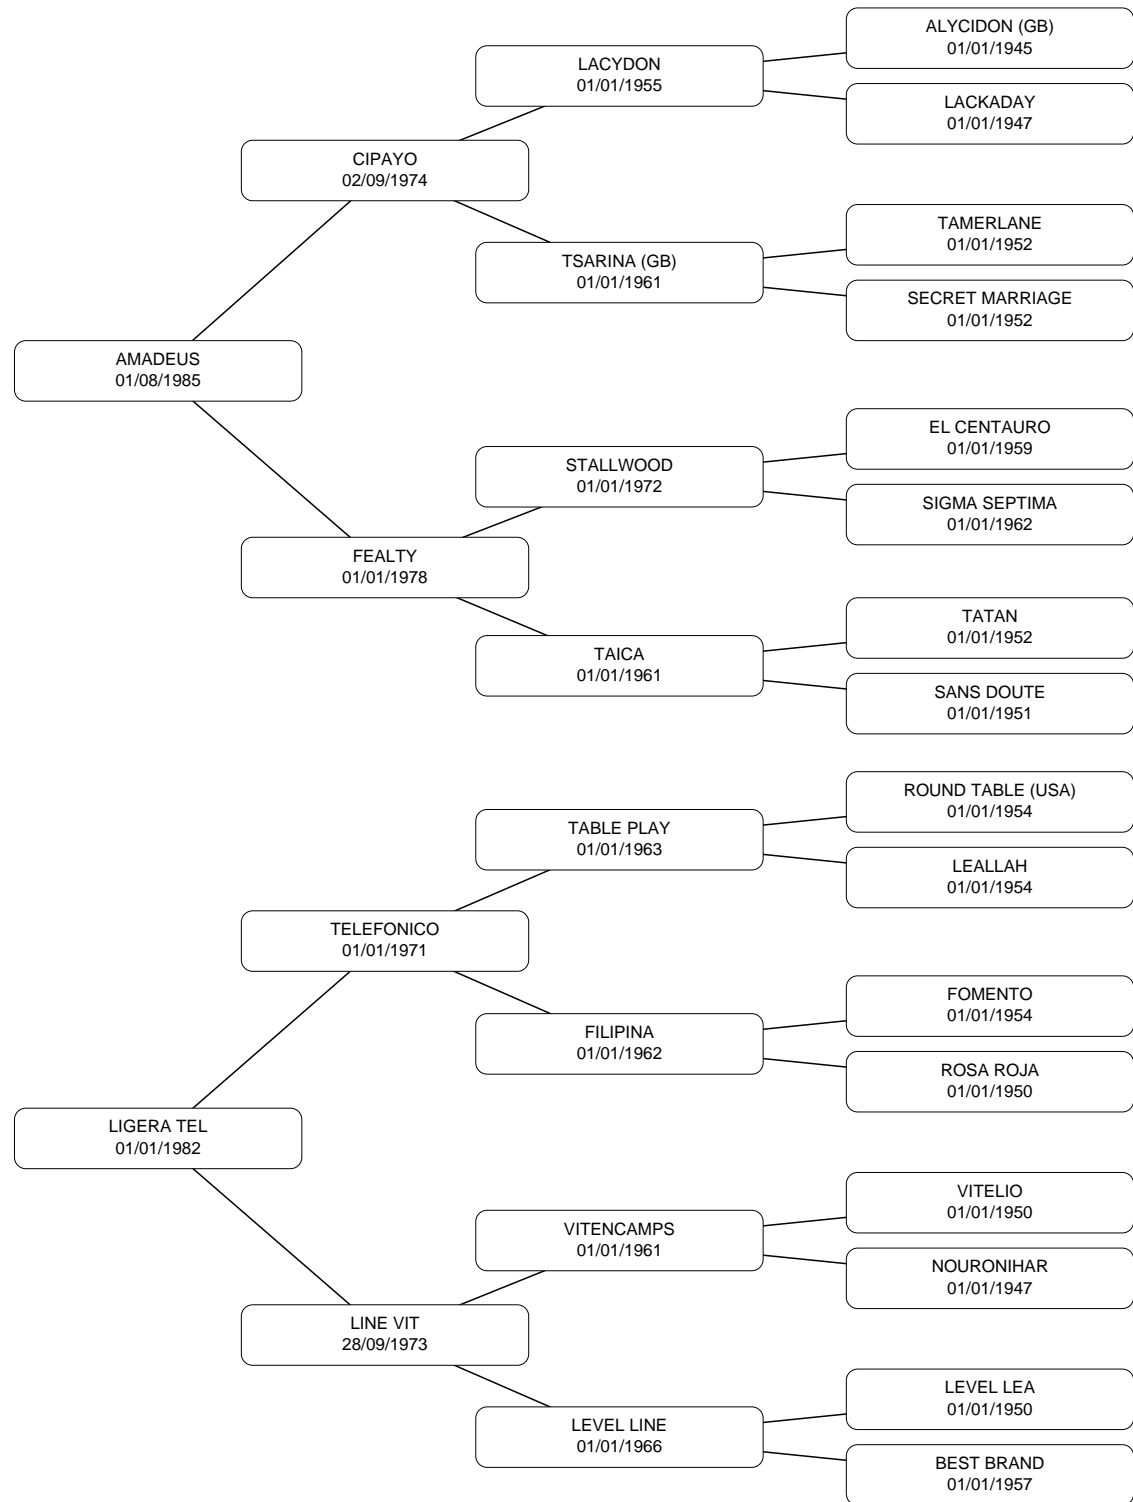 ALYCIDON (GB)
01/01/1945
LACYDON
01/01/1955
LACKADAY
01/01/1947
CIPAYO
02/09/1974
TAMERLANE
01/01/1952
TSARINA (GB)
01/01/1961
SECRET MARRIAGE
01/01/1952
AMADEUS
01/08/1985
EL CENTAURO
01/01/1959
STALLWOOD
01/01/1972
SIGMA SEPTIMA
01/01/1962
FEALTY
01/01/1978
TATAN
01/01/1952
TAICA
01/01/1961
SANS DOUTE
01/01/1951
ROUND TABLE (USA)
01/01/1954
TABLE PLAY
01/01/1963
LEALLAH
01/01/1954
TELEFONICO
01/01/1971
FOMENTO
01/01/1954
FILIPINA
01/01/1962
ROSA ROJA
01/01/1950
LIGERA TEL
01/01/1982
VITELIO
01/01/1950
VITENCAMPS
01/01/1961
NOURONIHAR
01/01/1947
LINE VIT
28/09/1973
LEVEL LEA
01/01/1950
LEVEL LINE
01/01/1966
BEST BRAND
01/01/1957